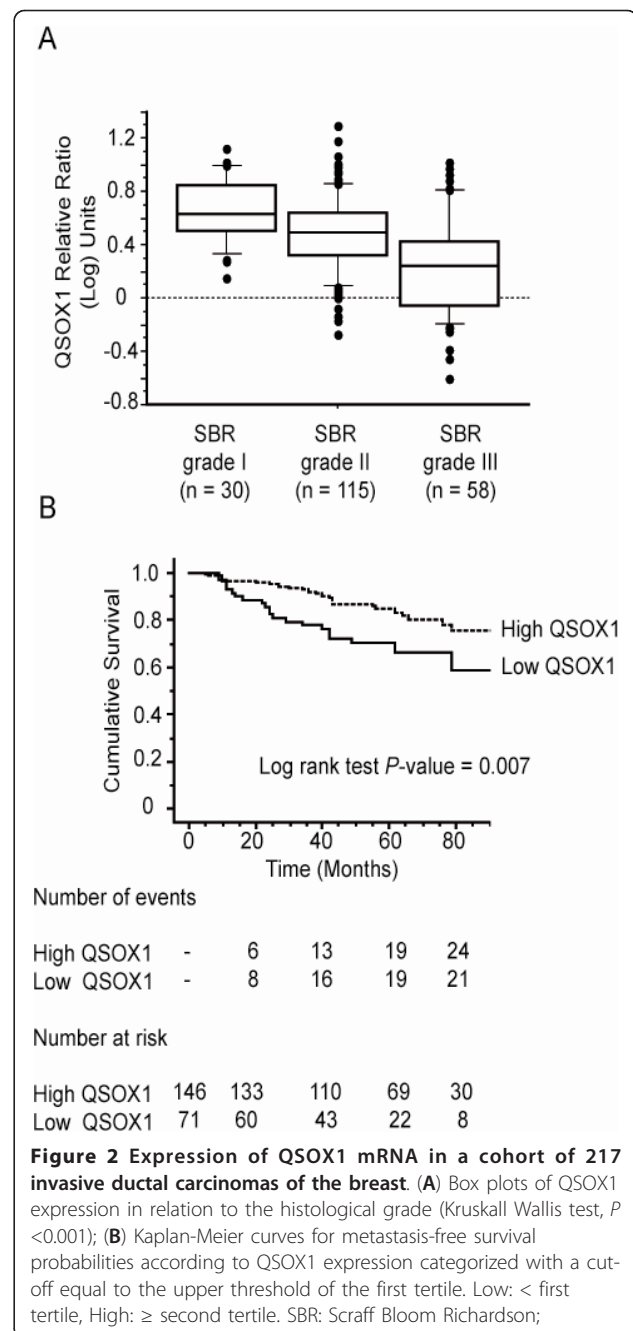 A
QSOX1 Relative Ratio
(Log) Units
1.2
0.8
0.4
0
-0.4
-0.8
SBR SBR SBR
grade I grade II grade III
(n = 30) (n = 115) (n = 58)
B
Cumulative Survival
1.0
0.8
0.6
0.4
0.2
0
High QSOX1
Low QSOX1
Log rank test P-value = 0.007
0 20 40 60 80
Time (Months)
Number of events
High QSOX1 - 6 13 19 24
Low QSOX1 - 8 16 19 21
Number at risk
High QSOX1 146 133 110 69 30
Low QSOX1 71 60 43 22 8
Figure 2 Expression of QSOX1 mRNA in a cohort of 217
invasive ductal carcinomas of the breast. (A) Box plots of QSOX1
expression in relation to the histological grade (Kruskall Wallis test, P
<0.001); (B) Kaplan-Meier curves for metastasis-free survival
probabilities according to QSOX1 expression categorized with a cut-
off equal to the upper threshold of the first tertile. Low: < first
tertile, High: ≥ second tertile. SBR: Scraff Bloom Richardson;